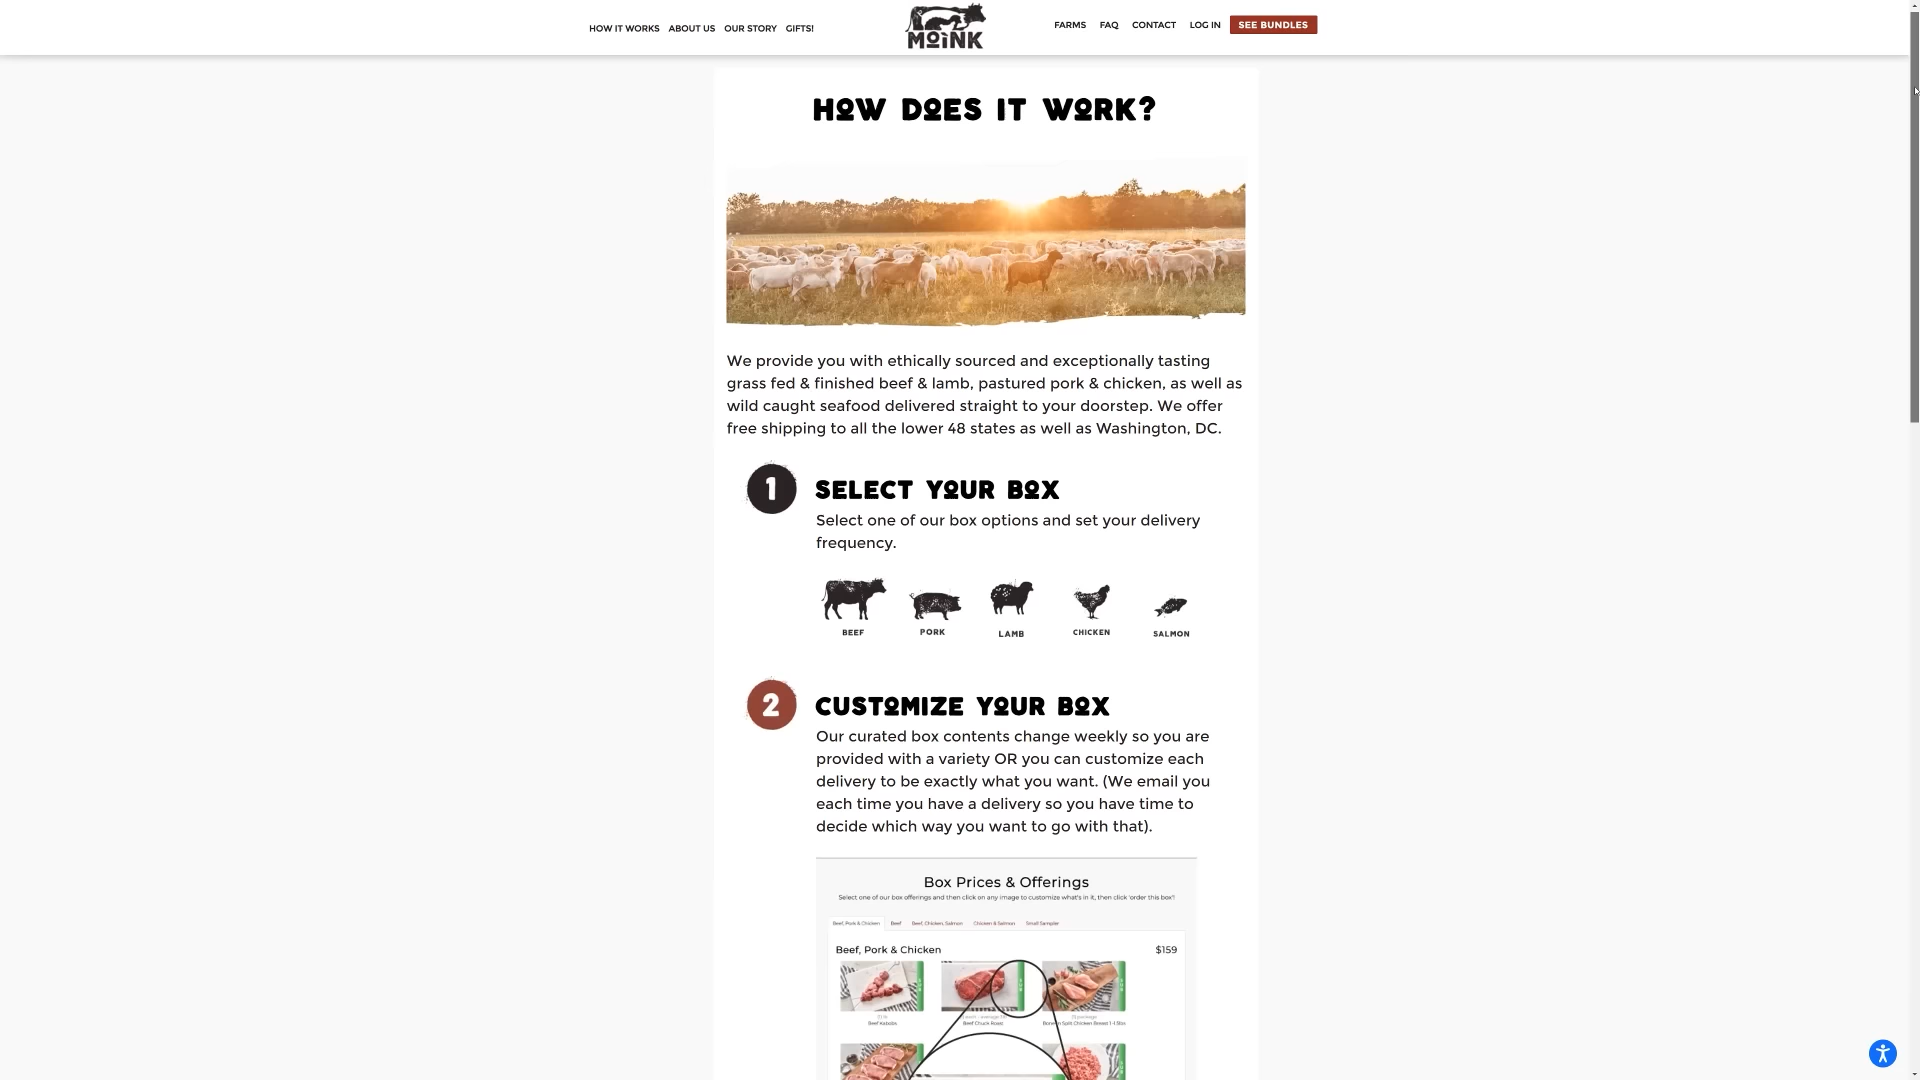 HOW IT WORKS ABOUT US OUR STORY GIFTS!
MOINK
FARMS FAQ CONTACT LOG IN SEE BUNDLES
HOW DOES IT WORK?
We provide you with ethically sourced and exceptionally tasting
grass fed & finished beef & lamb, pastured pork & chicken, as well as
wild caught seafood delivered straight to your doorstep. We offer
free shipping to all the lower 48 states as well as Washington, DC.
1 SELECT YOUR BOX
Select one of our box options and set your delivery
frequency.
BEEF PORK LAMB CHICKEN SALMON
2 CUSTOMIZE YOUR BOX
Our curated box contents change weekly so you are
provided with a variety OR you can customize each
delivery to be exactly what you want. (We email you
each time you have a delivery so you have time to
decide which way you want to go with that).
Box Prices & Offerings
Select one of our box offerings and then click on any image to customize what's in it, then click 'order this box'!
Beef, Pork & Chicken Beef Beef, Chicken, Salmon Chicken & Salmon Small Sampler
Beef, Pork & Chicken $159
Beef Kabobs Beef Chuck Roast Bone-in Split Chicken Breast